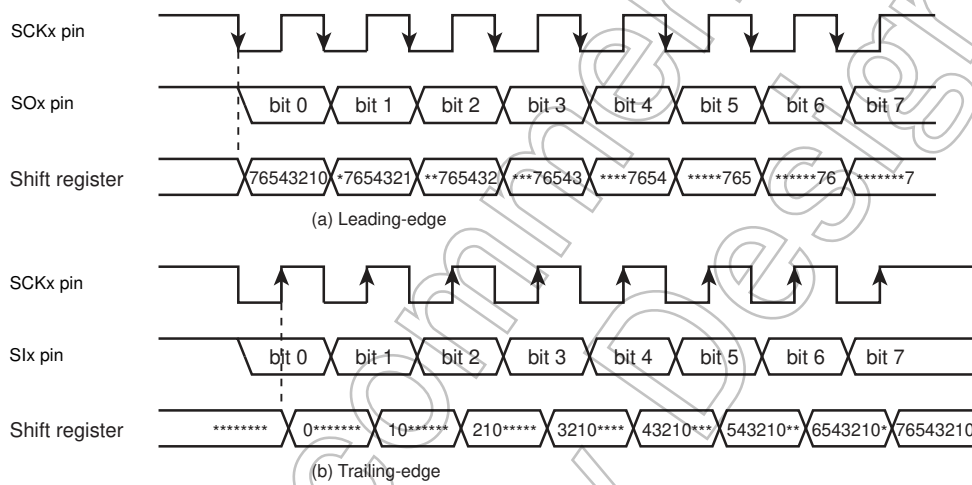 SCKx pin
SOx pin bit 0 bit 1 bit 2 bit 3 bit 4 bit 5 bit 6 bit 7
Shift register 76543210 *7654321 **765432 ***76543 ****7654 *****765 ******76 *******7
(a) Leading-edge
SCKx pin
SIx pin bit 0 bit 1 bit 2 bit 3 bit 4 bit 5 bit 6 bit 7
Shift register ******** 0******* 10****** 210***** 3210**** 43210*** 543210** 6543210* 76543210
(b) Trailing-edge